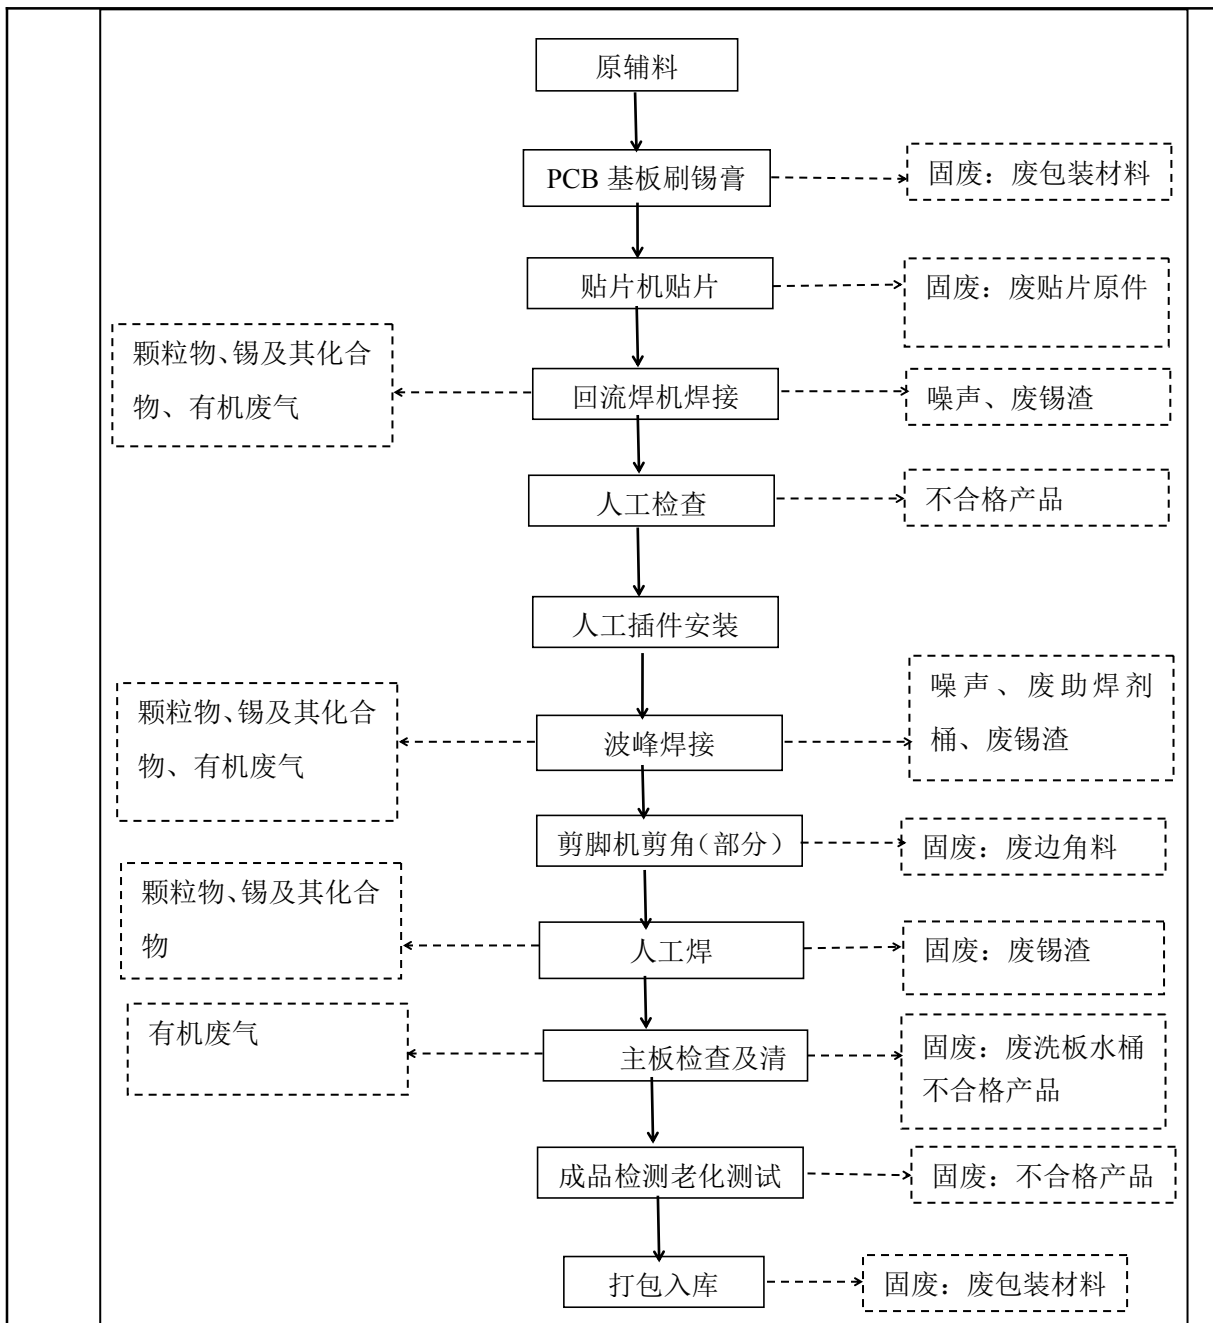 原辅料
PCB 基板刷锡膏
固废：废包装材料
贴片机贴片
固废：废贴片原件
颗粒物、锡及其化合
物、有机废气
回流焊机焊接
噪声、废锡渣
人工检查
不合格产品
人工插件安装
颗粒物、锡及其化合
物、有机废气
波峰焊接
噪声、废助焊剂
桶、废锡渣
剪脚机剪角（部分）
固废：废边角料
颗粒物、锡及其化合
物
人工焊
固废：废锡渣
有机废气
主板检查及清
固废：废洗板水桶
不合格产品
成品检测老化测试
固废：不合格产品
打包入库
固废：废包装材料